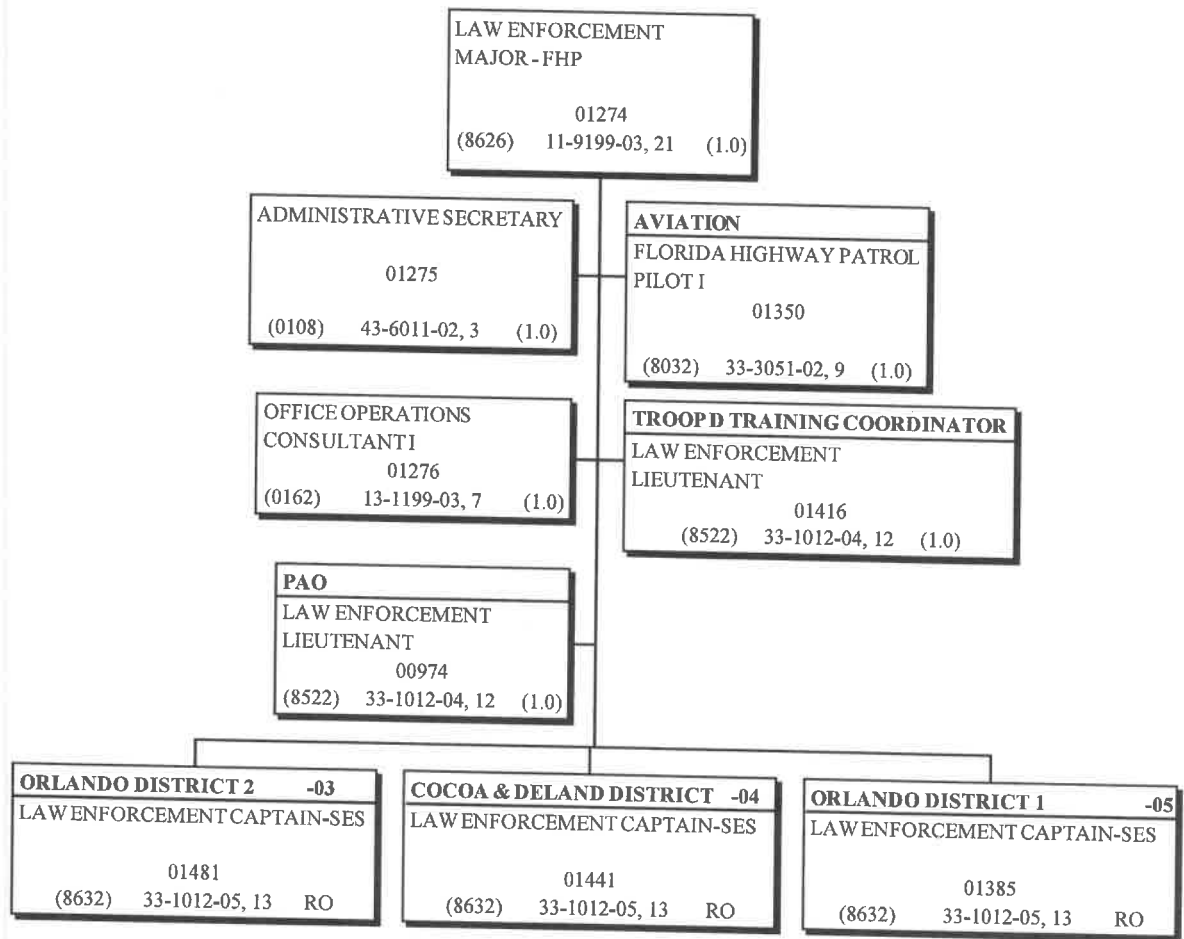 LAW ENFORCEMENT
MAJOR - FHP
01274
(8626) 11-9199-03, 21 (1.0)
ADMINISTRATIVE SECRETARY
01275
(0108) 43-6011-02, 3 (1.0)
AVIATION
FLORIDA HIGHWAY PATROL
PILOT I
01350
(8032) 33-3051-02, 9 (1.0)
OFFICE OPERATIONS
CONSULTANT I
01276
(0162) 13-1199-03, 7 (1.0)
TROOP D TRAINING COORDINATOR
LAW ENFORCEMENT
LIEUTENANT
01416
(8522) 33-1012-04, 12 (1.0)
PAO
LAW ENFORCEMENT
LIEUTENANT
00974
(8522) 33-1012-04, 12 (1.0)
ORLANDO DISTRICT 2 -03
LAW ENFORCEMENT CAPTAIN-SES
01481
(8632) 33-1012-05, 13 RO
COCOA & DELAND DISTRICT -04
LAW ENFORCEMENT CAPTAIN-SES
01441
(8632) 33-1012-05, 13 RO
ORLANDO DISTRICT 1 -05
LAW ENFORCEMENT CAPTAIN-SES
01385
(8632) 33-1012-05, 13 RO